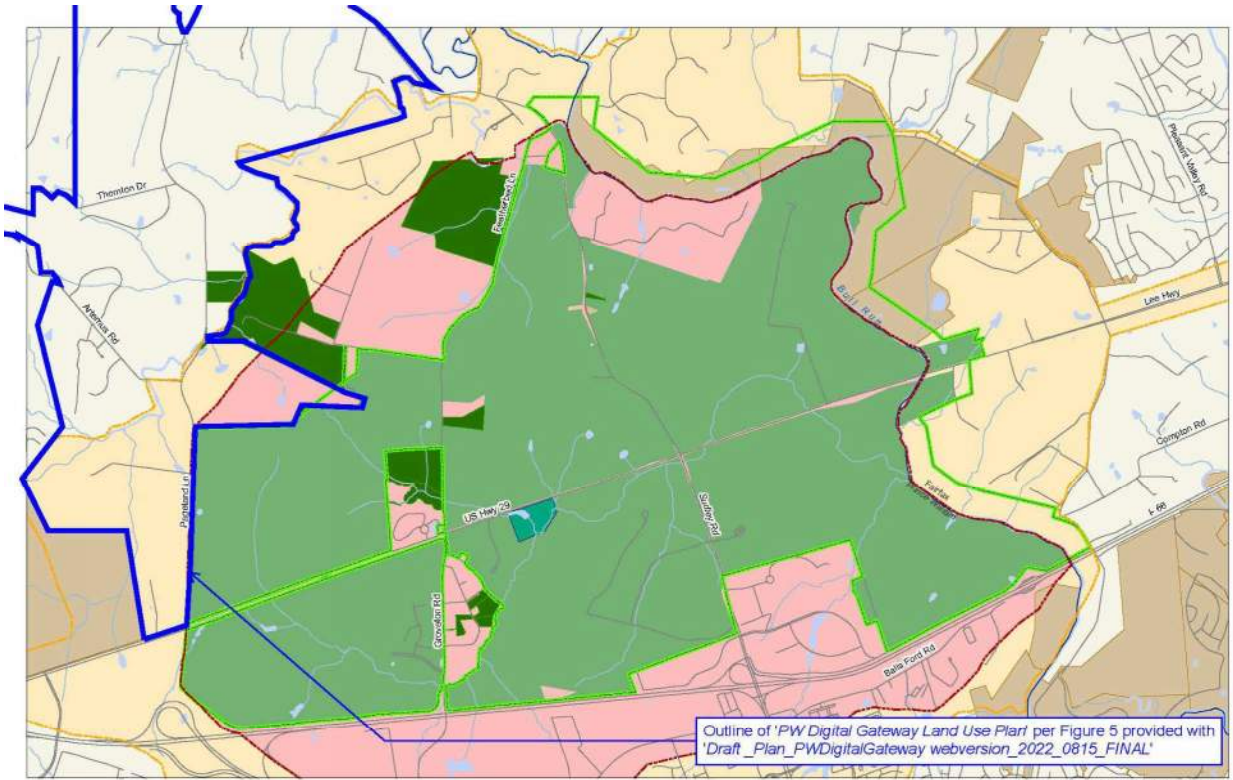 Thornton Dr
Featherbed Ln
Pleasant Valley Rd
Artemus Rd
Bull Run
Lee Hwy
Pageland Ln
US Hwy 29
Sudley Rd
Compton Rd
Fairfax
Prince William
I- 66
Groveton Rd
Balls Ford Rd
Outline of 'PW Digital Gateway Land Use Plan' per Figure 5 provided with
'Draft _Plan_PWDigitalGateway webversion_2022_0815_FINAL'